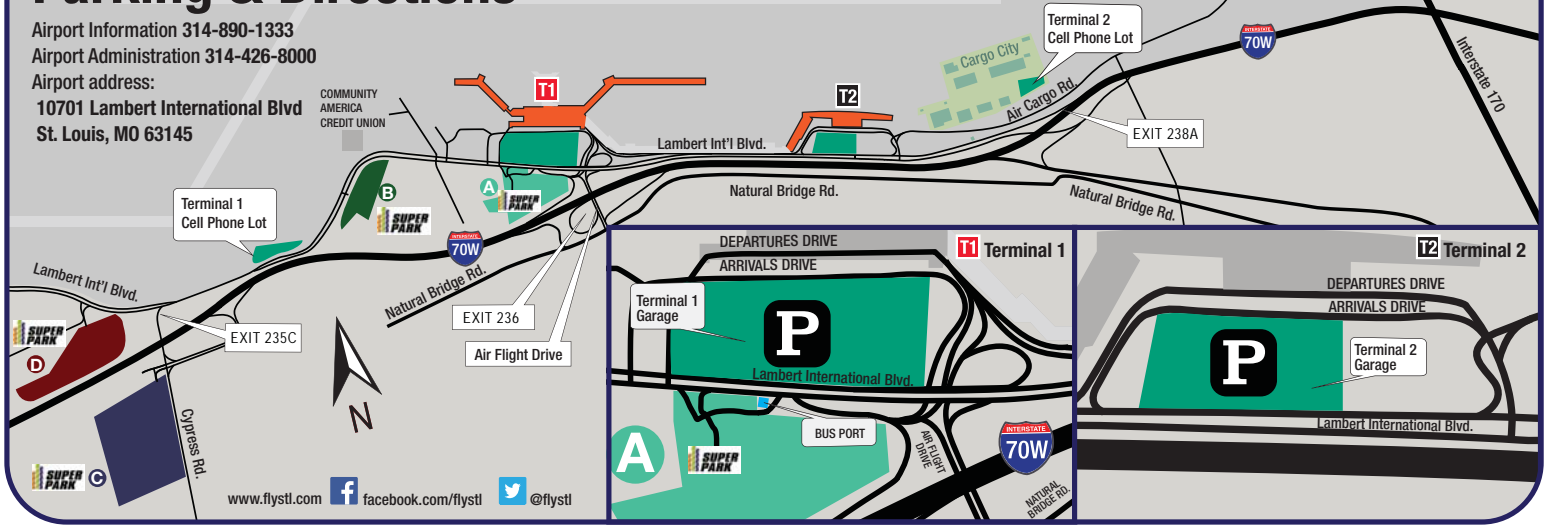 Parking & Directions
Airport Information 314-890-1333
Airport Administration 314-426-8000
Airport address:
10701 Lambert International Blvd
St. Louis, MO 63145
COMMUNITY
AMERICA
CREDIT UNION
T1
T2
Cargo City
Terminal 2
Cell Phone Lot
Air Cargo Rd.
INTERSTATE
70W
Interstate 170
EXIT 238A
Lambert Int'l Blvd.
Natural Bridge Rd.
Natural Bridge Rd.
Terminal 1
Cell Phone Lot
B
SUPER
PARK
A
SUPER
PARK
INTERSTATE
70W
Natural Bridge Rd.
Lambert Int'l Blvd.
EXIT 236
Air Flight Drive
EXIT 235C
SUPER
PARK
D
SUPER
PARK
C
Cypress Rd.
N
www.flystl.com
facebook.com/flystl
@flystl
DEPARTURES DRIVE
T1 Terminal 1
ARRIVALS DRIVE
Terminal 1
Garage
P
Lambert International Blvd.
BUS PORT
A
SUPER
PARK
AIR FLIGHT
DRIVE
INTERSTATE
70W
NATURAL
BRIDGE RD.
T2 Terminal 2
DEPARTURES DRIVE
ARRIVALS DRIVE
P
Terminal 2
Garage
Lambert International Blvd.